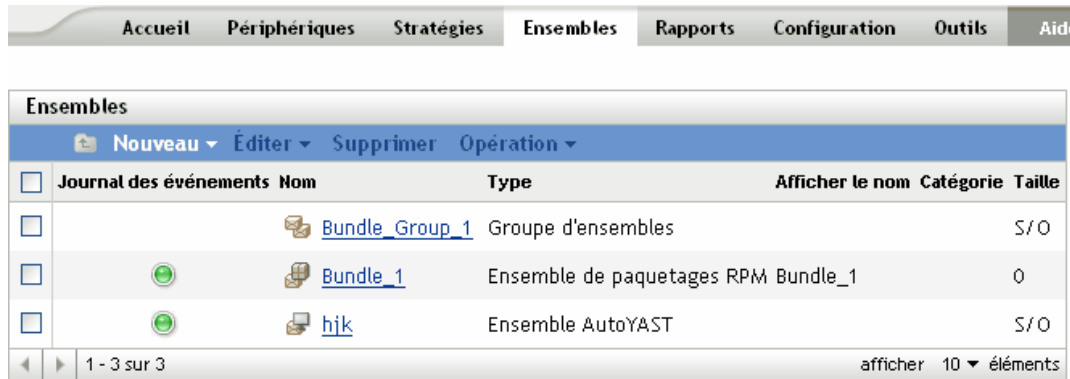 Accueil Périphériques Stratégies Ensembles Rapports Configuration Outils
Ensembles
Nouveau Éditer Supprimer Opération
Journal des événements Nom Type Afficher le nom Catégorie Taille
Bundle_Group_1 Groupe d'ensembles S/O
Bundle_1 Ensemble de paquetages RPM Bundle_1 0
hjk Ensemble AutoYAST S/O
1 - 3 sur 3 afficher 10 éléments